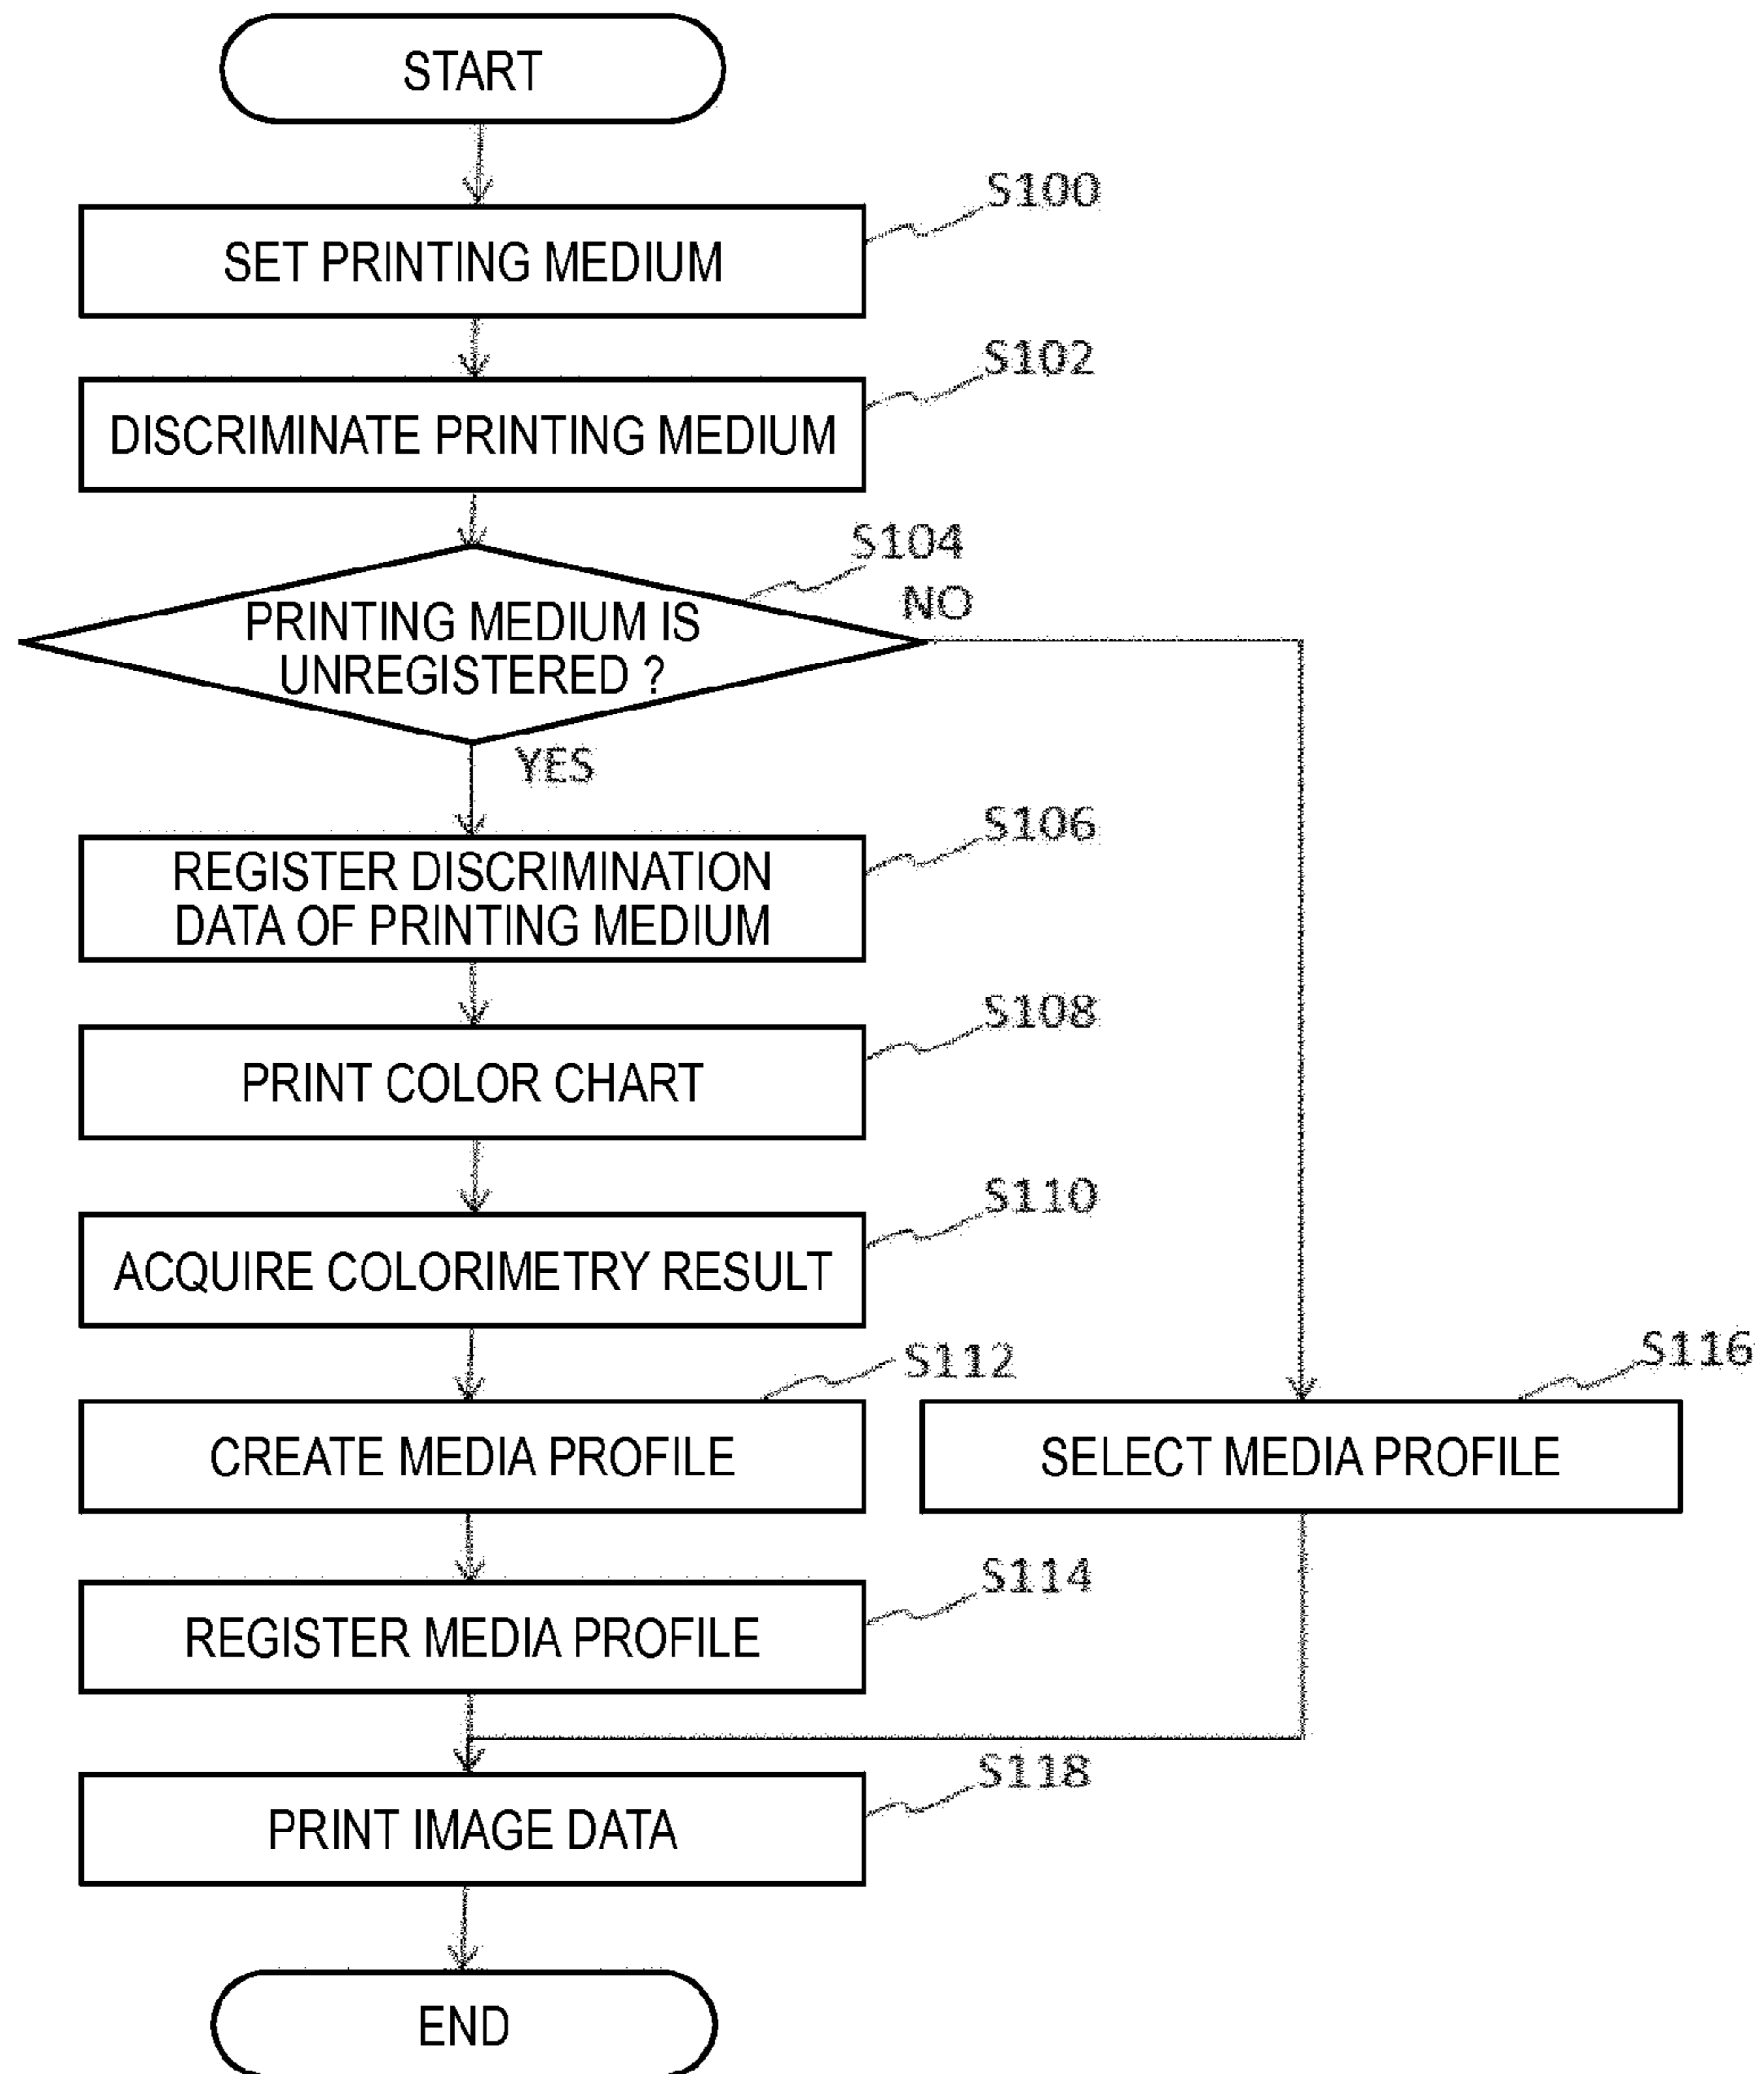 START
S100
SET PRINTING MEDIUM
S102
DISCRIMINATE PRINTING MEDIUM
S104
NO
PRINTING MEDIUM IS
UNREGISTERED ?
YES
S106
REGISTER DISCRIMINATION
DATA OF PRINTING MEDIUM
S108
PRINT COLOR CHART
S110
ACQUIRE COLORIMETRY RESULT
S112
CREATE MEDIA PROFILE
S116
SELECT MEDIA PROFILE
S114
REGISTER MEDIA PROFILE
S118
PRINT IMAGE DATA
END